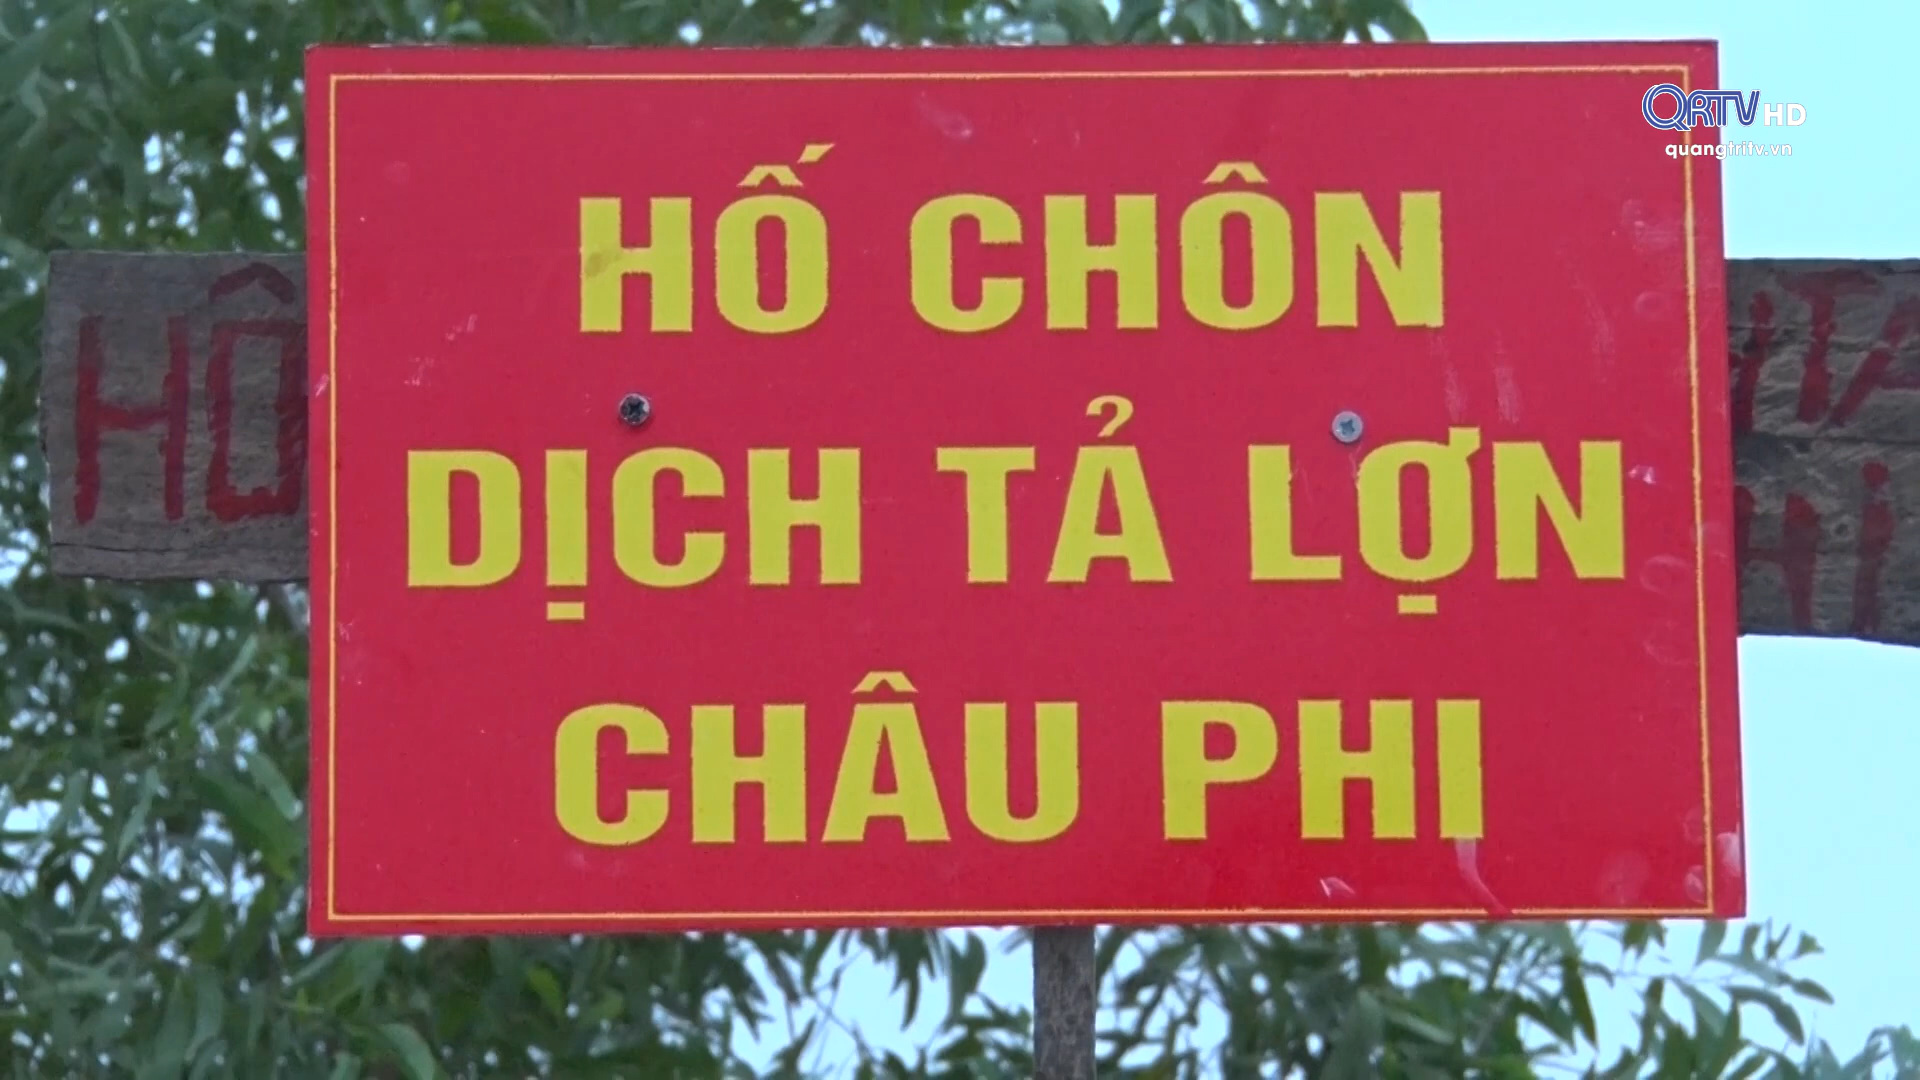 QRTV HD
quangtritv.vn
HỐ CHÔN
DỊCH TẢ LỢN
CHÂU PHI